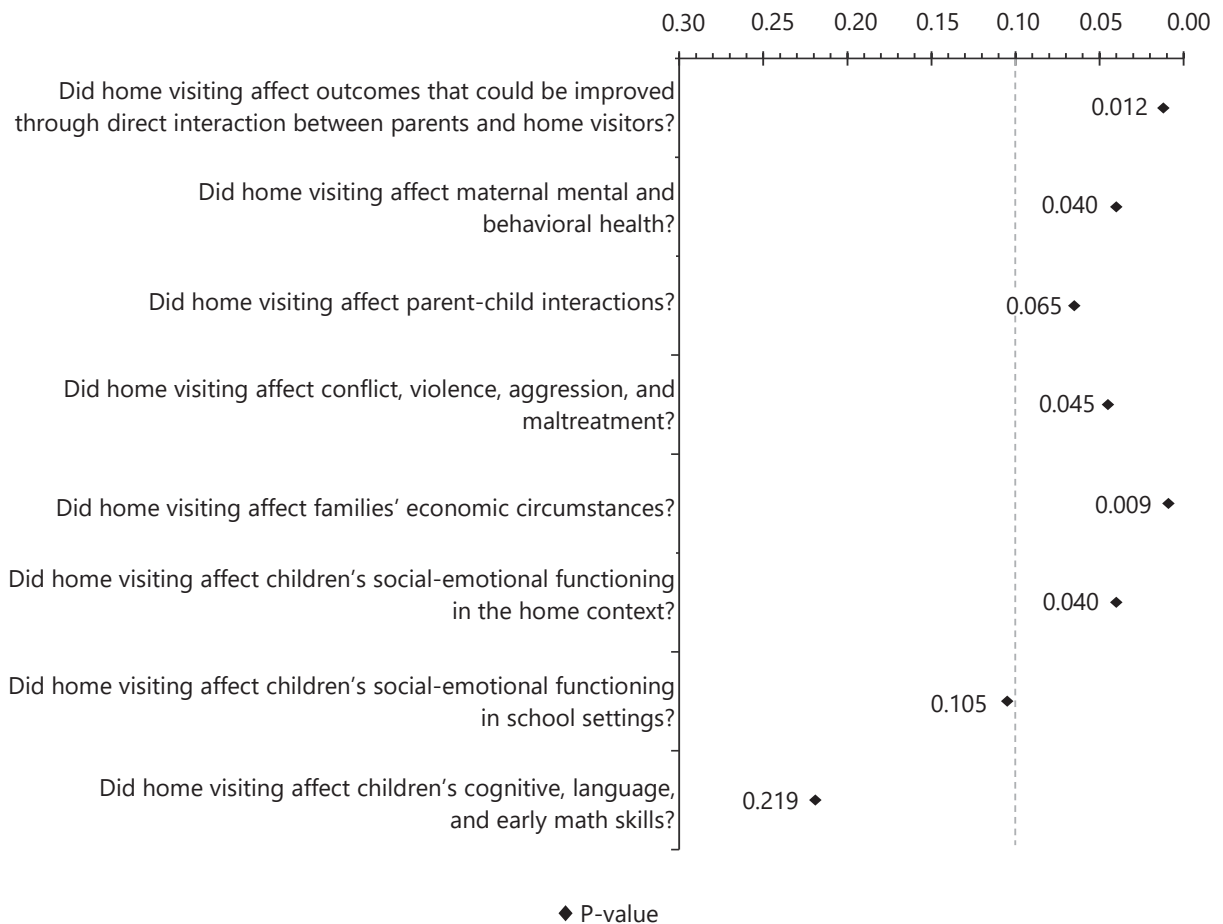 0.30 0.25 0.20 0.15 0.10 0.05 0.00
Did home visiting affect outcomes that could be improved
through direct interaction between parents and home visitors?
0.012
Did home visiting affect maternal mental and
behavioral health?
0.040
Did home visiting affect parent-child interactions?
0.065
Did home visiting affect conflict, violence, aggression, and
maltreatment?
0.045
Did home visiting affect families’ economic circumstances?
0.009
Did home visiting affect children’s social-emotional functioning
in the home context?
0.040
Did home visiting affect children’s social-emotional functioning
in school settings?
0.105
Did home visiting affect children’s cognitive, language,
and early math skills?
0.219
P-value